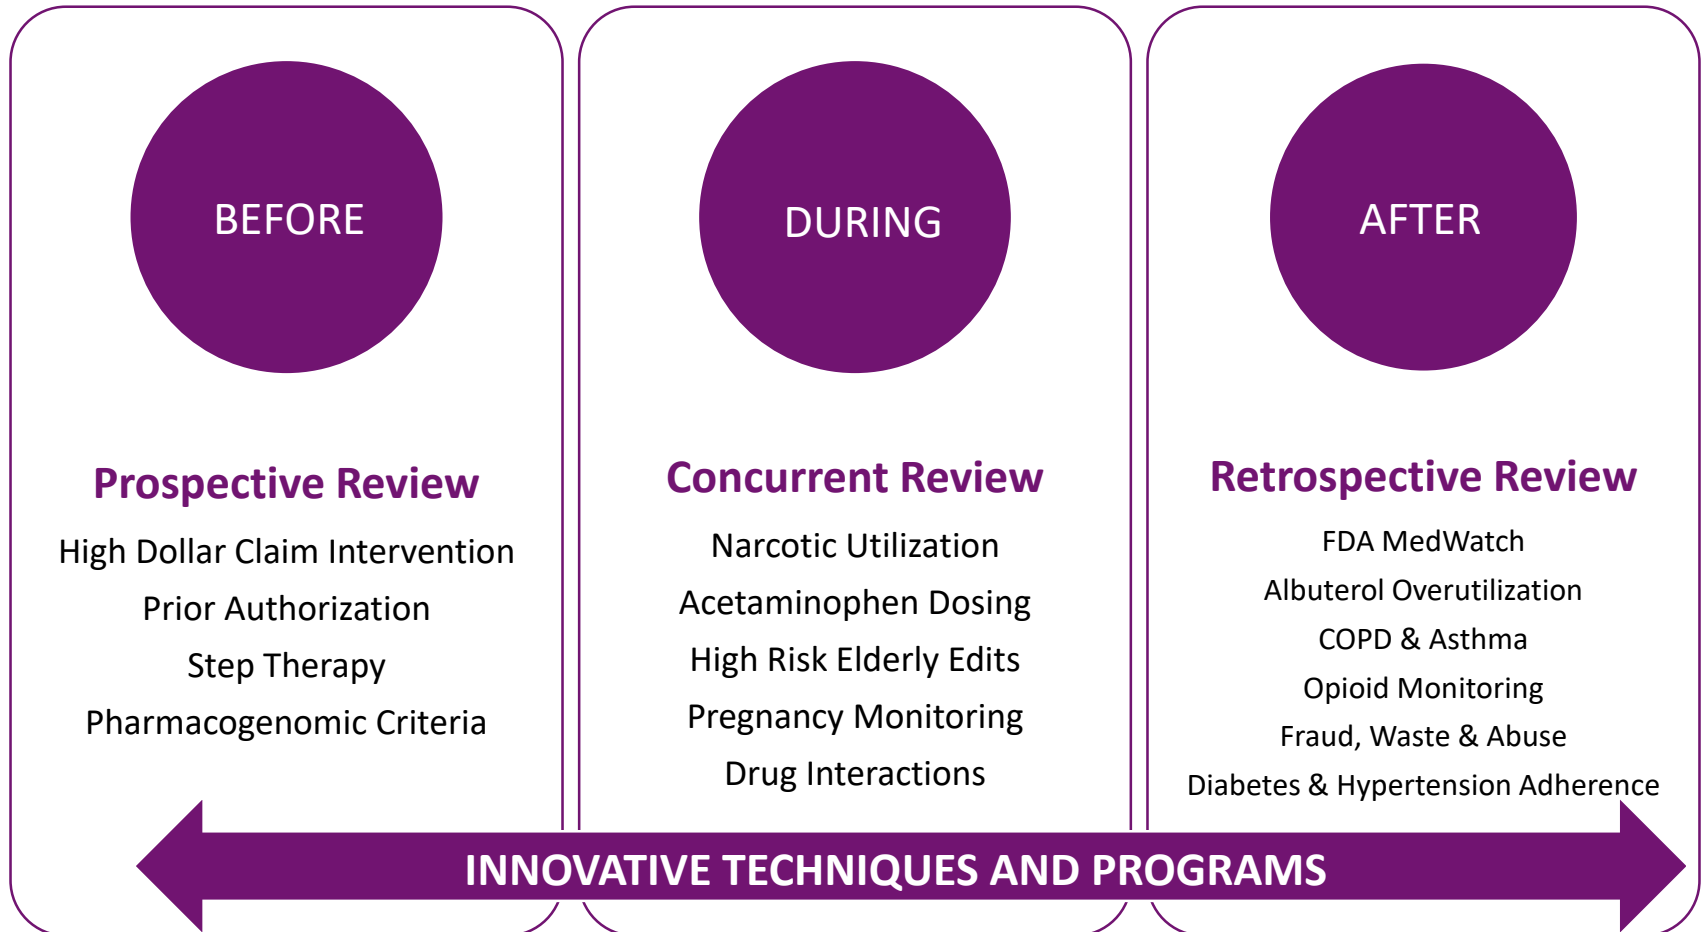 BEFORE
Prospective Review
High Dollar Claim Intervention
Prior Authorization
Step Therapy
Pharmacogenomic Criteria
DURING
Concurrent Review
Narcotic Utilization
Acetaminophen Dosing
High Risk Elderly Edits
Pregnancy Monitoring
Drug Interactions
AFTER
Retrospective Review
FDA MedWatch
Albuterol Overutilization
COPD & Asthma
Opioid Monitoring
Fraud, Waste & Abuse
Diabetes & Hypertension Adherence
INNOVATIVE TECHNIQUES AND PROGRAMS